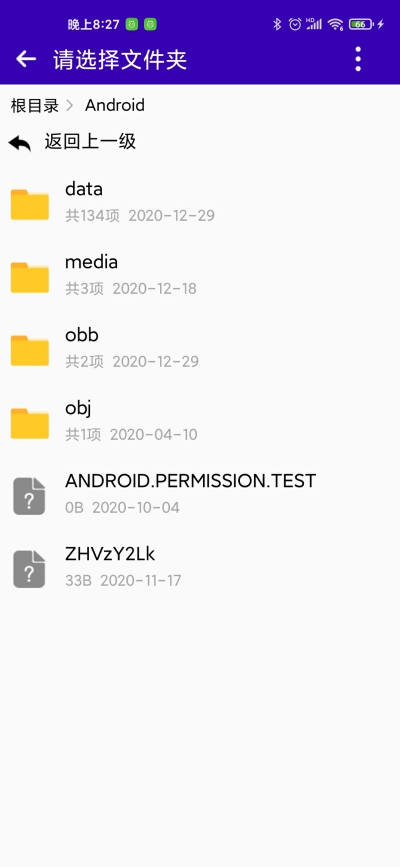 晚上8:27
HD
66
请选择文件夹
根目录 > Android
返回上一级
data
共134项 2020-12-29
media
共3项 2020-12-18
obb
共2项 2020-12-29
obj
共1项 2020-04-10
ANDROID.PERMISSION.TEST
0B 2020-10-04
ZHVzY2Lk
33B 2020-11-17